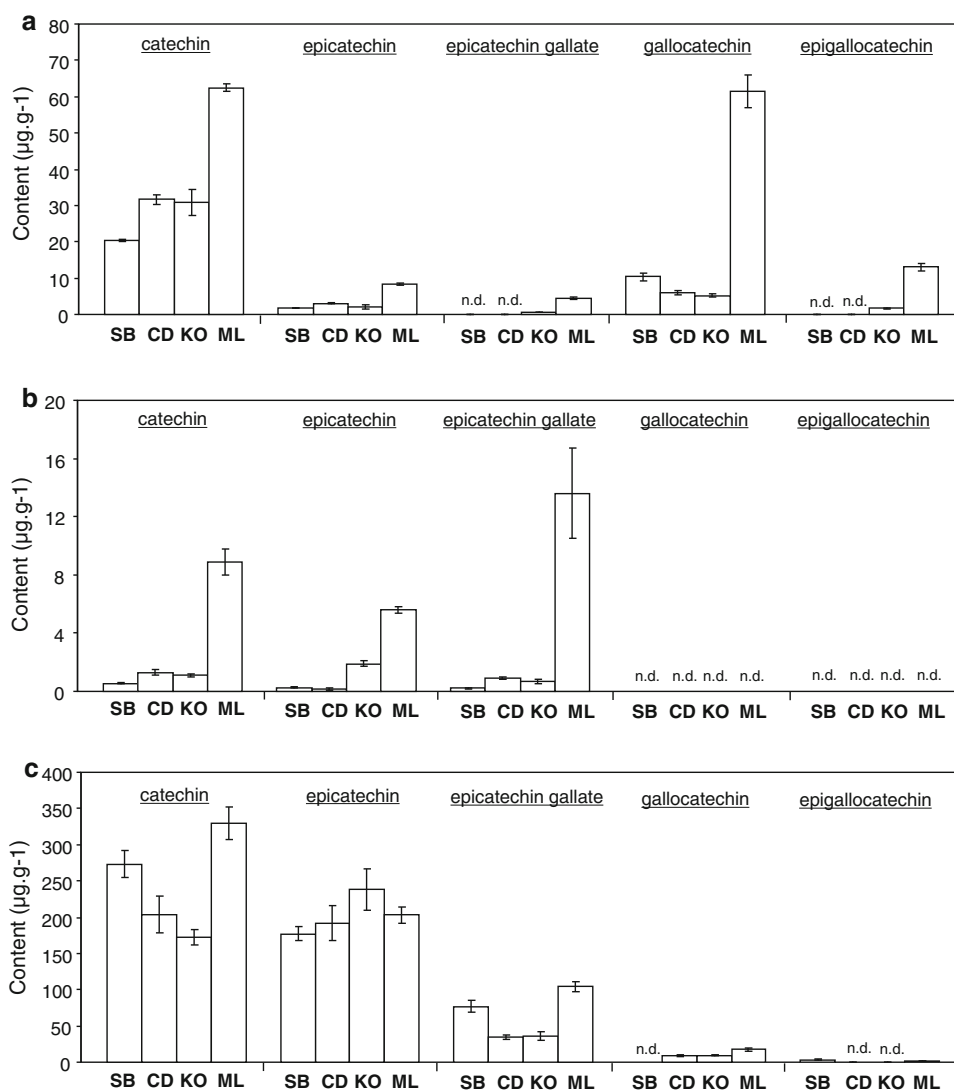 a
80
catechin epicatechin epicatechin gallate gallocatechin epigallocatechin
70
60
50
40
30
20
10
0
Content (µg.g-1)
n.d. n.d. n.d. n.d.
SB CD KO ML SB CD KO ML SB CD KO ML SB CD KO ML SB CD KO ML
b
20
catechin epicatechin epicatechin gallate gallocatechin epigallocatechin
16
12
8
4
0
Content (µg.g-1)
n.d. n.d. n.d. n.d. n.d. n.d. n.d. n.d.
SB CD KO ML SB CD KO ML SB CD KO ML SB CD KO ML SB CD KO ML
c
400
catechin epicatechin epicatechin gallate gallocatechin epigallocatechin
350
300
250
200
150
100
50
0
Content (µg.g-1)
n.d. n.d. n.d.
SB CD KO ML SB CD KO ML SB CD KO ML SB CD KO ML SB CD KO ML